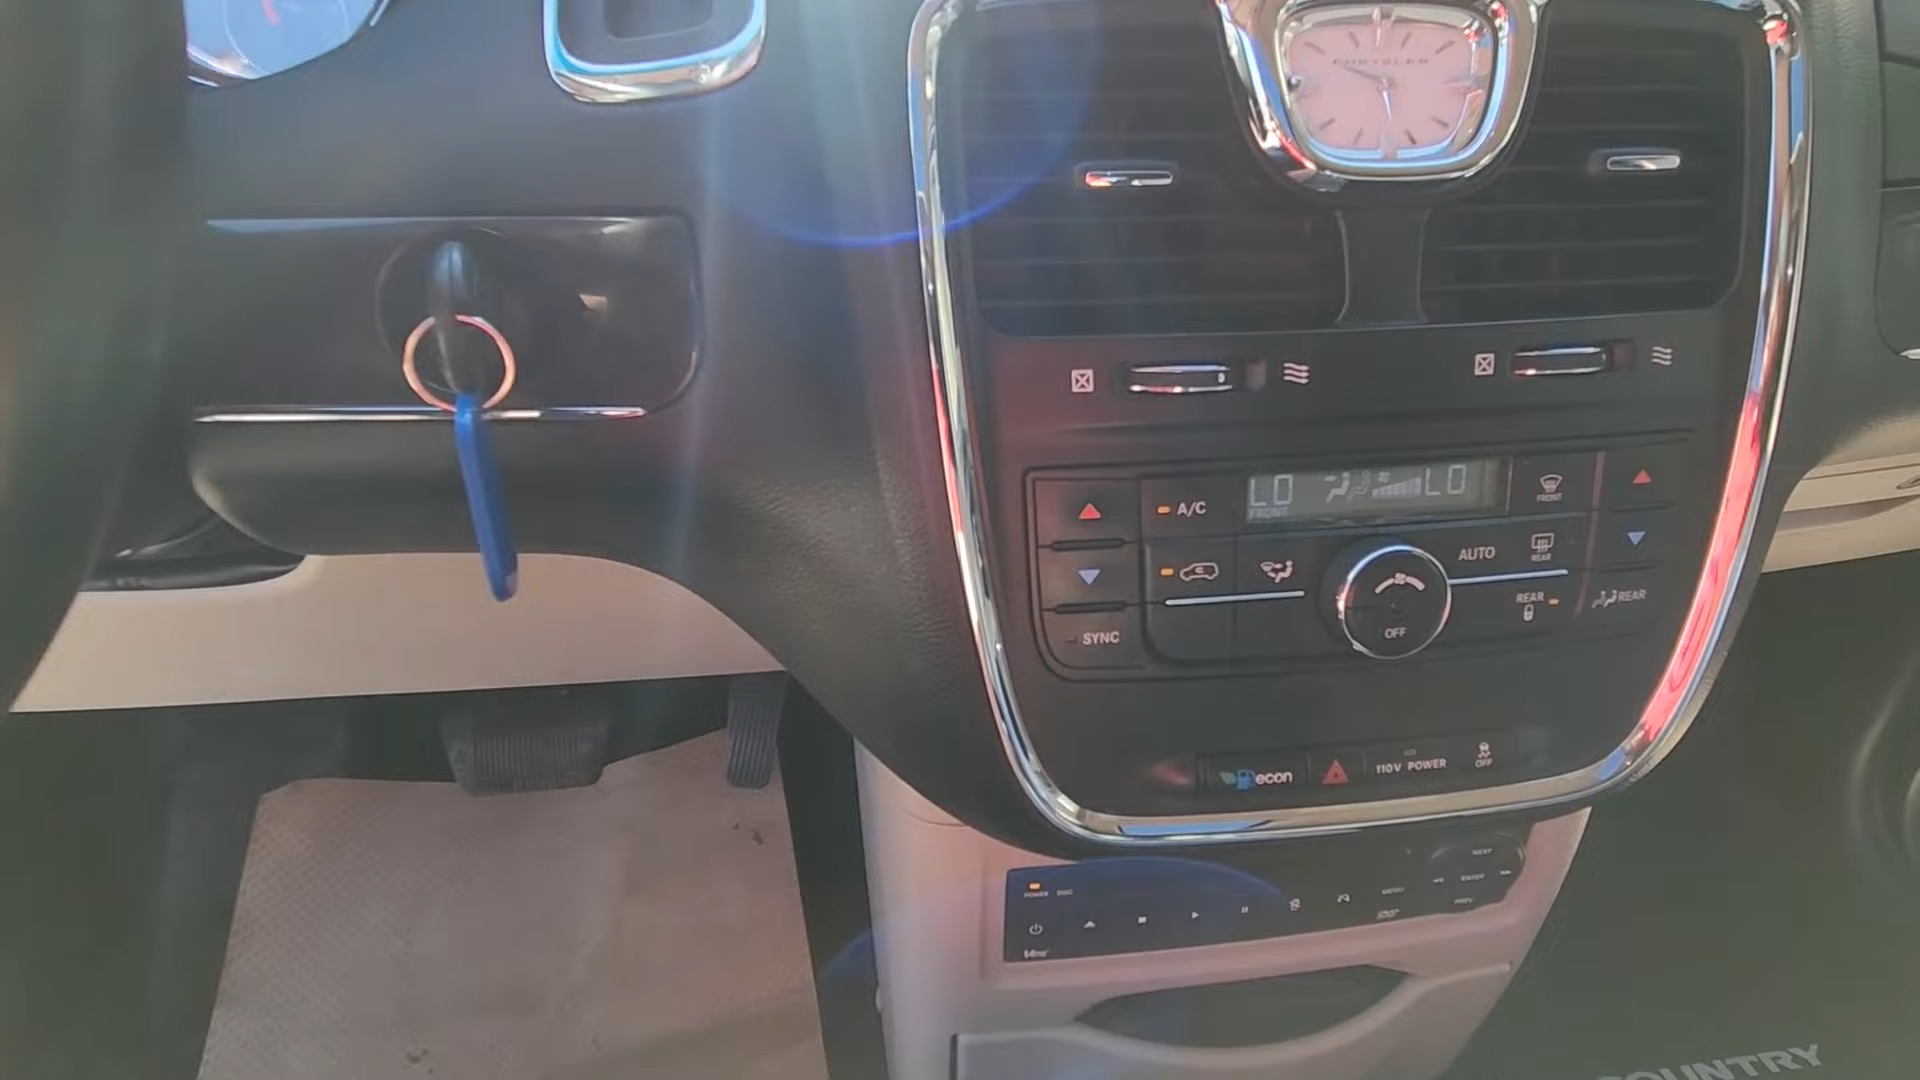 CHRYSLER
LO LO
FRONT
A/C
FRONT
AUTO
REAR
SYNC
OFF
REAR
REAR
econ
110V POWER
OFF
POWER DISC
NEXT
ENTER
MENU
PREV
DVD
COUNTRY